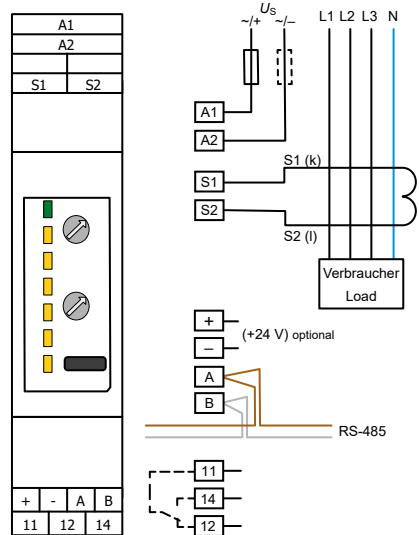 A1
A2
S1 S2
+ - A B
11 12 14
US
~/+ ~/–
L1 L2 L3 N
A1
A2
S1
S2
S1 (k)
S2 (l)
Verbraucher
Load
+
–
(+24 V) optional
A
B
RS-485
11
14
12